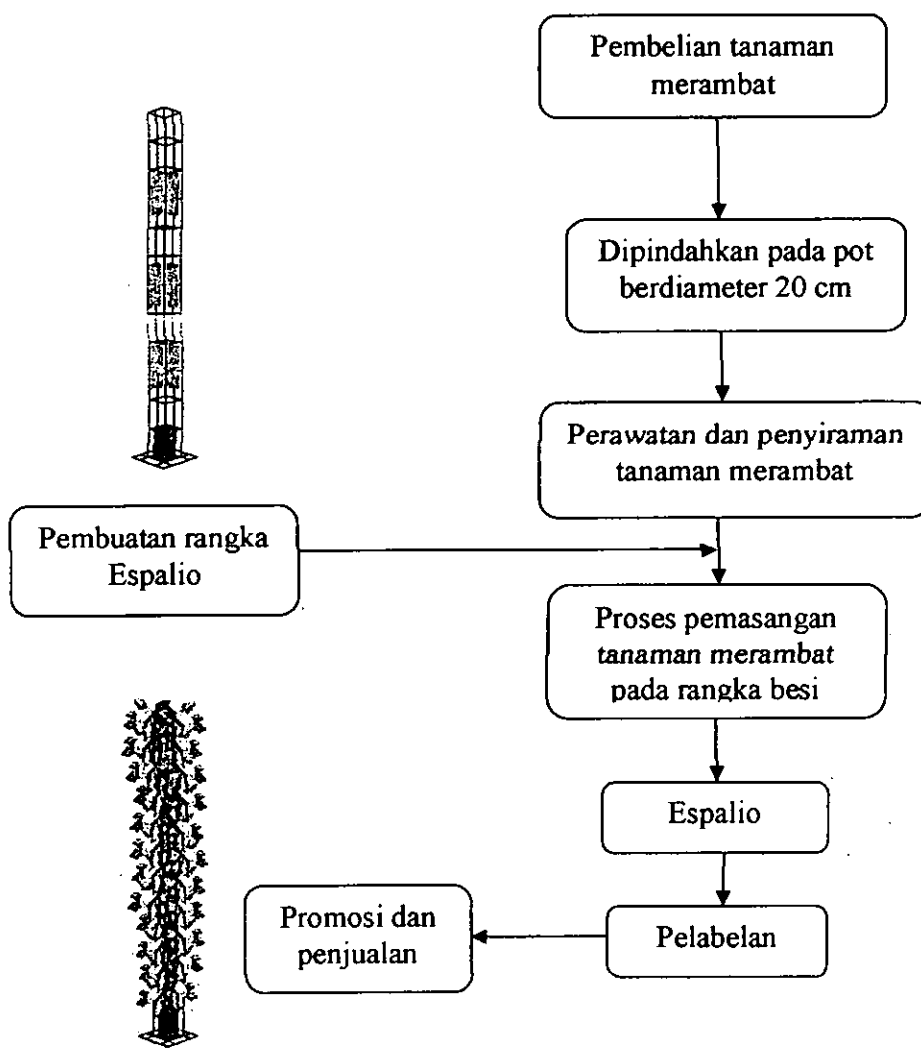 Pembelian tanaman
merambat
Dipindahkan pada pot
berdiameter 20 cm
Perawatan dan penyiraman
tanaman merambat
Pembuatan rangka
Espalio
Proses pemasangan
tanaman merambat
pada rangka besi
Espalio
Pelabelan
Promosi dan
penjualan